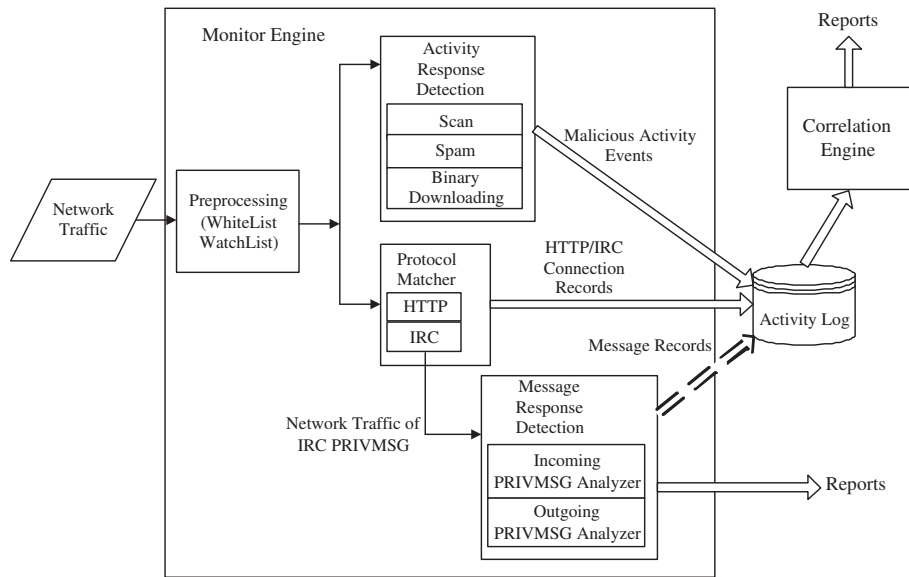 Monitor Engine
Network
Traffic
Preprocessing
(WhiteList
WatchList)
Activity
Response
Detection
Scan
Spam
Binary
Downloading
Malicious Activity
Events
Protocol
Matcher
HTTP
IRC
HTTP/IRC
Connection
Records
Network Traffic of
IRC PRIVMSG
Message
Response
Detection
Incoming
PRIVMSG Analyzer
Outgoing
PRIVMSG Analyzer
Message Records
Reports
Activity Log
Correlation
Engine
Reports